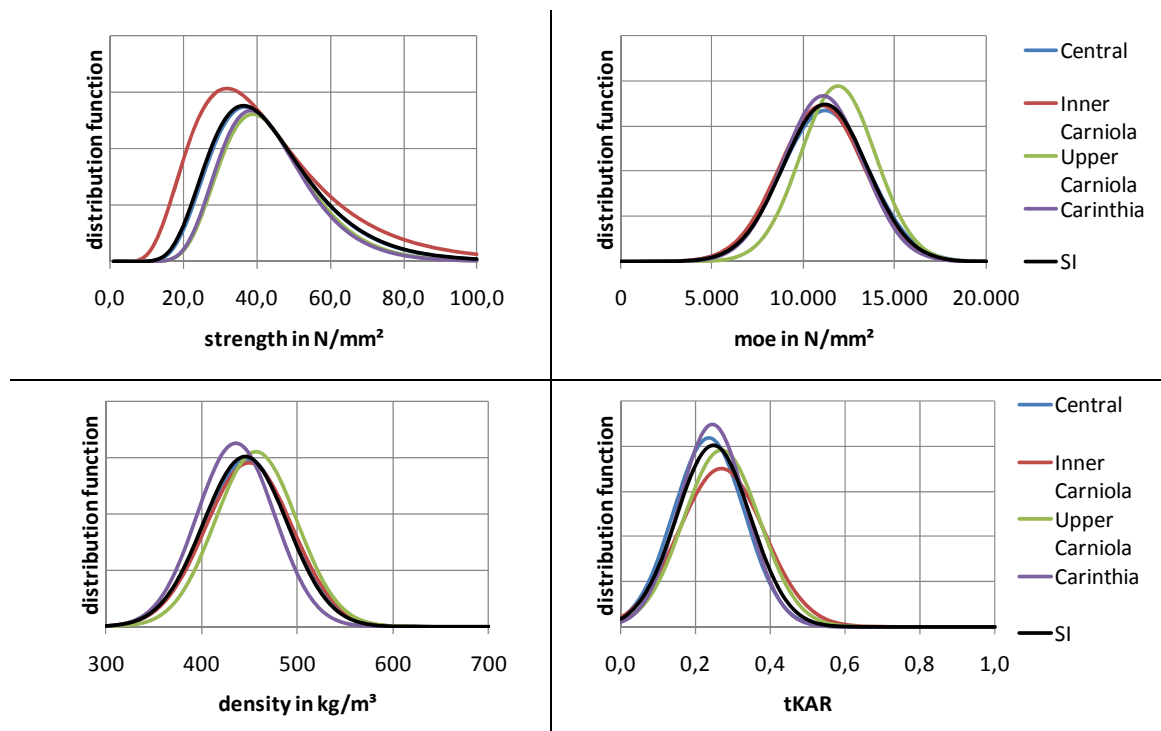 distribution function
0,0 20,0 40,0 60,0 80,0 100,0
strength in N/mm²
distribution function
0 5.000 10.000 15.000 20.000
moe in N/mm²
Central
Inner
Carniola
Upper
Carniola
Carinthia
SI
distribution function
300 400 500 600 700
density in kg/m³
distribution function
0,0 0,2 0,4 0,6 0,8 1,0
tKAR
Central
Inner
Carniola
Upper
Carniola
Carinthia
SI